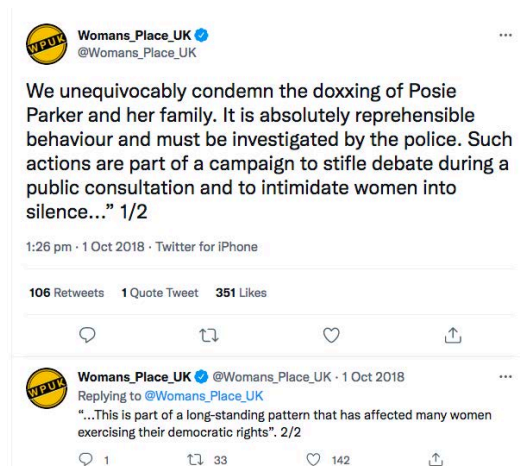 WPUK
Womans_Place_UK
@Womans_Place_UK
We unequivocably condemn the doxxing of Posie
Parker and her family. It is absolutely reprehensible
behaviour and must be investigated by the police. Such
actions are part of a campaign to stifle debate during a
public consultation and to intimidate women into
silence…” 1/2
1:26 pm · 1 Oct 2018 · Twitter for iPhone
106 Retweets 1 Quote Tweet 351 Likes
WPUK
Womans_Place_UK @Womans_Place_UK · 1 Oct 2018
Replying to @Womans_Place_UK
“…This is part of a long-standing pattern that has affected many women
exercising their democratic rights”. 2/2
1 33 142